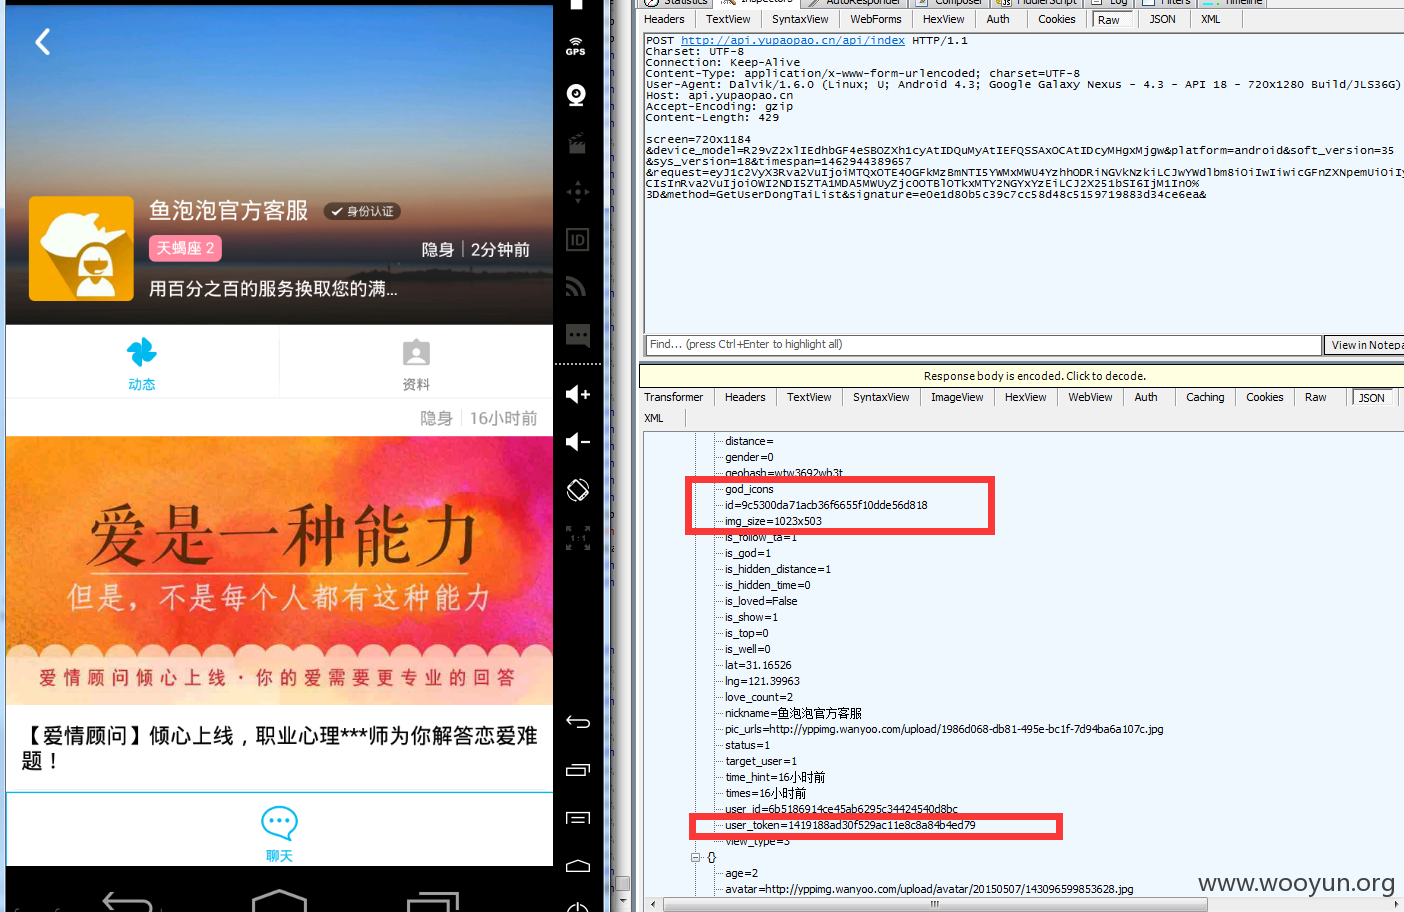 GPS
ID
1:1
鱼泡泡官方客服
身份认证
天蝎座 2
隐身 2分钟前
用百分之百的服务换取您的满...
动态
资料
隐身 16小时前
爱是一种能力
但是，不是每个人都有这种能力
爱情顾问倾心上线·你的爱需要更专业的回答
【爱情顾问】倾心上线，职业心理***师为你解答恋爱难
题！
聊天
Statistics Inspectors AutoResponder Composer FiddlerScript Log Filters Timeline
Headers TextView SyntaxView WebForms HexView Auth Cookies Raw JSON XML
POST http://api.yupaopao.cn/api/index HTTP/1.1
Charset: UTF-8
Connection: Keep-Alive
Content-Type: application/x-www-form-urlencoded; charset=UTF-8
User-Agent: Dalvik/1.6.0 (Linux; U; Android 4.3; Google Galaxy Nexus - 4.3 - API 18 - 720x1280 Build/JLS36G)
Host: api.yupaopao.cn
Accept-Encoding: gzip
Content-Length: 429
screen=720x1184
&device_model=R29vZ2xlIEdhbGF4eSBOZXh1cyAtIDQuMyAtIEFQSSAxOCAtIDcyMHgxMjgw&platform=android&soft_version=35
&sys_version=18&timespan=1462944389657
&request=eyJ1c2VyX3Rva2VuIjoiMTQxOTE4OGFkMzBmNTI5YWMxMWU4YzhhODRiNGVkNzkiLCJwYWdlbm8iOiIwIiwicGFnZXNpemUiOiIy
CIsInRva2VuIjoiOWI2NDI5ZTA1MDA5MWUyZjc0OTBlOTkxMTY2NGYxYzEiLCJ2X251bSI6IjM1In0%
3D&method=GetUserDongTaiList&signature=e0e1d80b5c39c7cc58d48c5159719883d34ce6ea&
Find... (press Ctrl+Enter to highlight all)
View in Notepa
Response body is encoded. Click to decode.
Transformer Headers TextView SyntaxView ImageView HexView WebView Auth Caching Cookies Raw JSON
XML
distance=
gender=0
geohash=wtw3692wb3t
god_icons
id=9c5300da71acb36f6655f10dde56d818
img_size=1023x503
is_follow_ta=1
is_god=1
is_hidden_distance=1
is_hidden_time=0
is_loved=False
is_show=1
is_top=0
is_well=0
lat=31.16526
lng=121.39963
love_count=2
nickname=鱼泡泡官方客服
pic_urls=http://yppimg.wanyoo.com/upload/1986d068-db81-495e-bc1f-7d94ba6a107c.jpg
status=1
target_user=1
time_hint=16小时前
times=16小时前
user_id=6b5186914ce45ab6295c34424540d8bc
user_token=1419188ad30f529ac11e8c8a84b4ed79
view_type=3
{}
age=2
avatar=http://yppimg.wanyoo.com/upload/avatar/20150507/143096599853628.jpg
www.wooyun.org